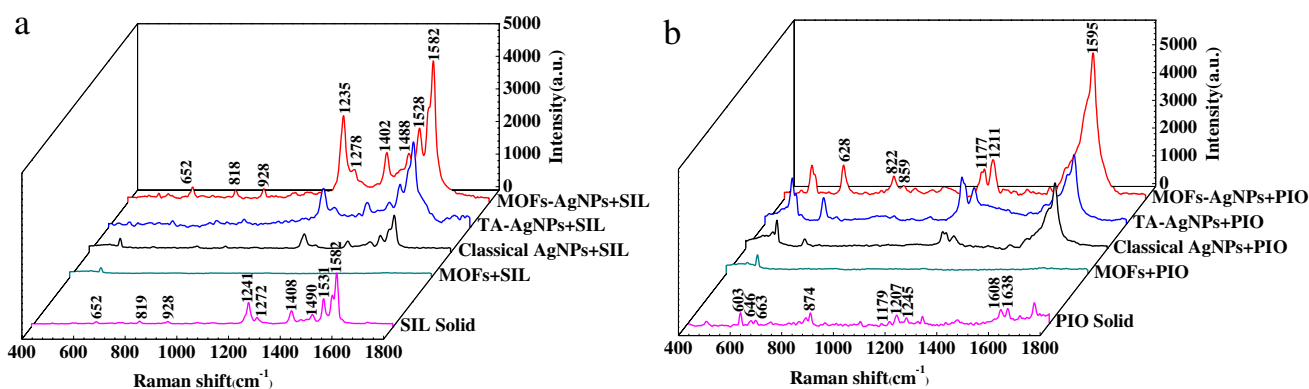 a
5000
4000
3000
2000
1000
0
Intensity(a.u.)
652
818
928
1235
1278
1402
1488
1528
1582
MOFs-AgNPs+SIL
TA-AgNPs+SIL
Classical AgNPs+SIL
MOFs+SIL
652
819
928
1241
1272
1408
1490
1531
1582
SIL Solid
400 600 800 1000 1200 1400 1600 1800
Raman shift(cm⁻¹)
b
5000
4000
3000
2000
1000
0
Intensity(a.u.)
628
822
859
1177
1211
1595
MOFs-AgNPs+PIO
TA-AgNPs+PIO
Classical AgNPs+PIO
MOFs+PIO
603
646
663
874
1179
1207
1245
1608
1638
PIO Solid
400 600 800 1000 1200 1400 1600 1800
Raman shift(cm⁻¹)